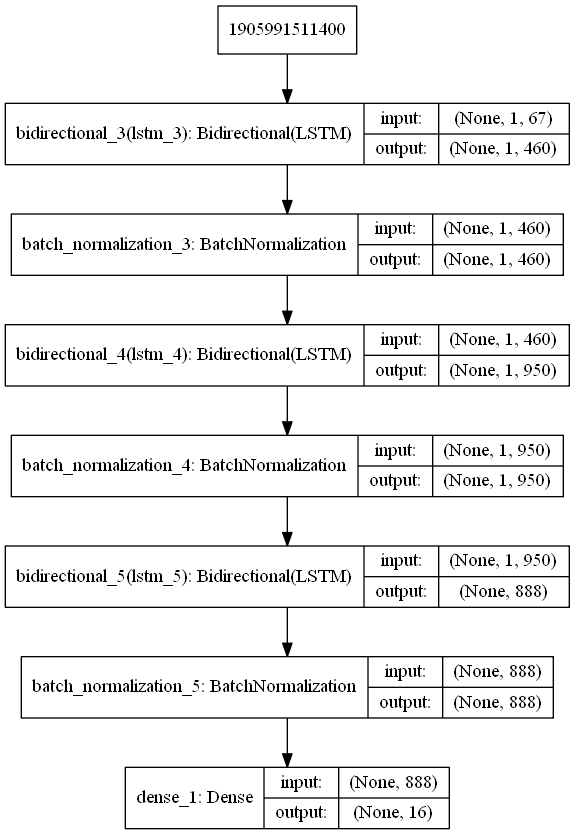 1905991511400
bidirectional_3(lstm_3): Bidirectional(LSTM)
input: (None, 1, 67)
output: (None, 1, 460)
batch_normalization_3: BatchNormalization
input: (None, 1, 460)
output: (None, 1, 460)
bidirectional_4(lstm_4): Bidirectional(LSTM)
input: (None, 1, 460)
output: (None, 1, 950)
batch_normalization_4: BatchNormalization
input: (None, 1, 950)
output: (None, 1, 950)
bidirectional_5(lstm_5): Bidirectional(LSTM)
input: (None, 1, 950)
output: (None, 888)
batch_normalization_5: BatchNormalization
input: (None, 888)
output: (None, 888)
dense_1: Dense
input: (None, 888)
output: (None, 16)